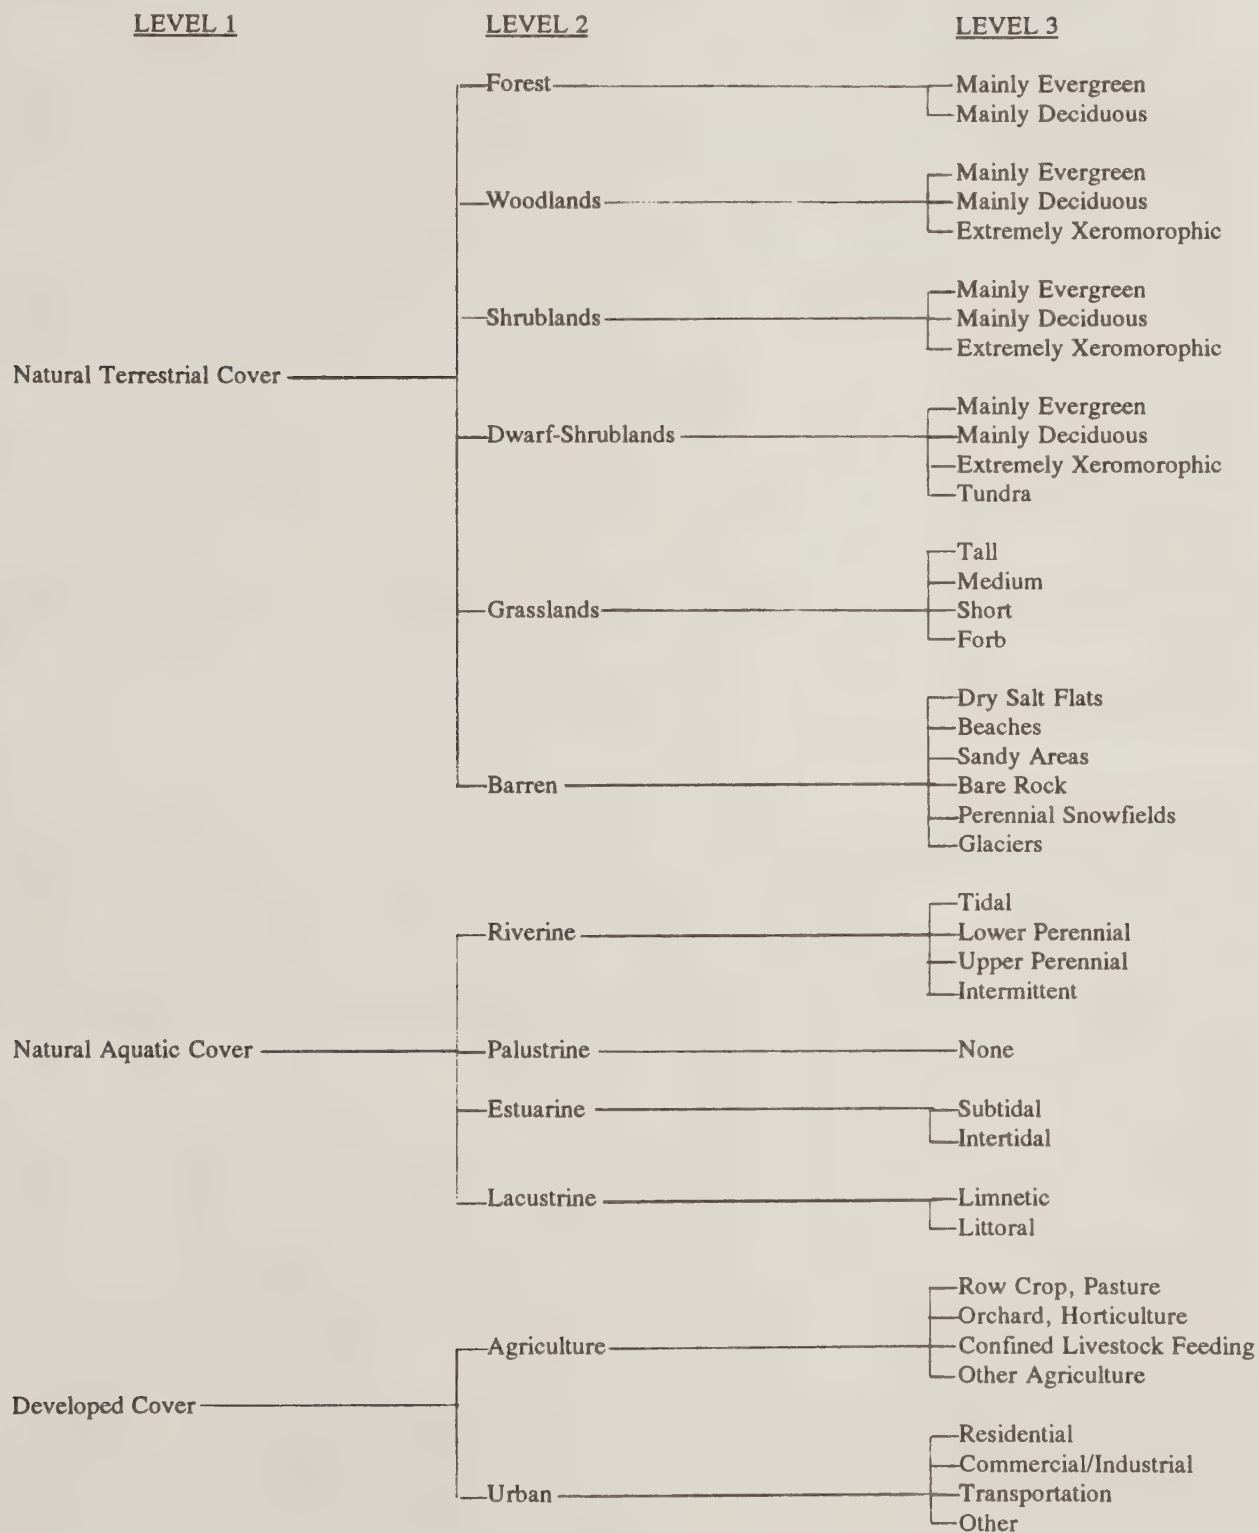 LEVEL 1 LEVEL 2 LEVEL 3
Forest Mainly Evergreen
Mainly Deciduous
Mainly Evergreen
Woodlands Mainly Deciduous
Extremely Xeromorophic
Mainly Evergreen
Shrublands Mainly Deciduous
Extremely Xeromorophic
Natural Terrestrial Cover
Mainly Evergreen
Dwarf-Shrublands Mainly Deciduous
Extremely Xeromorophic
Tundra
Tall
Medium
Grasslands Short
Forb
Dry Salt Flats
Beaches
Sandy Areas
Barren Bare Rock
Perennial Snowfields
Glaciers
Tidal
Riverine Lower Perennial
Upper Perennial
Intermittent
Natural Aquatic Cover Palustrine None
Estuarine Subtidal
Intertidal
Lacustrine Limnetic
Littoral
Row Crop, Pasture
Orchard, Horticulture
Agriculture Confined Livestock Feeding
Other Agriculture
Developed Cover
Residential
Commercial/Industrial
Urban Transportation
Other